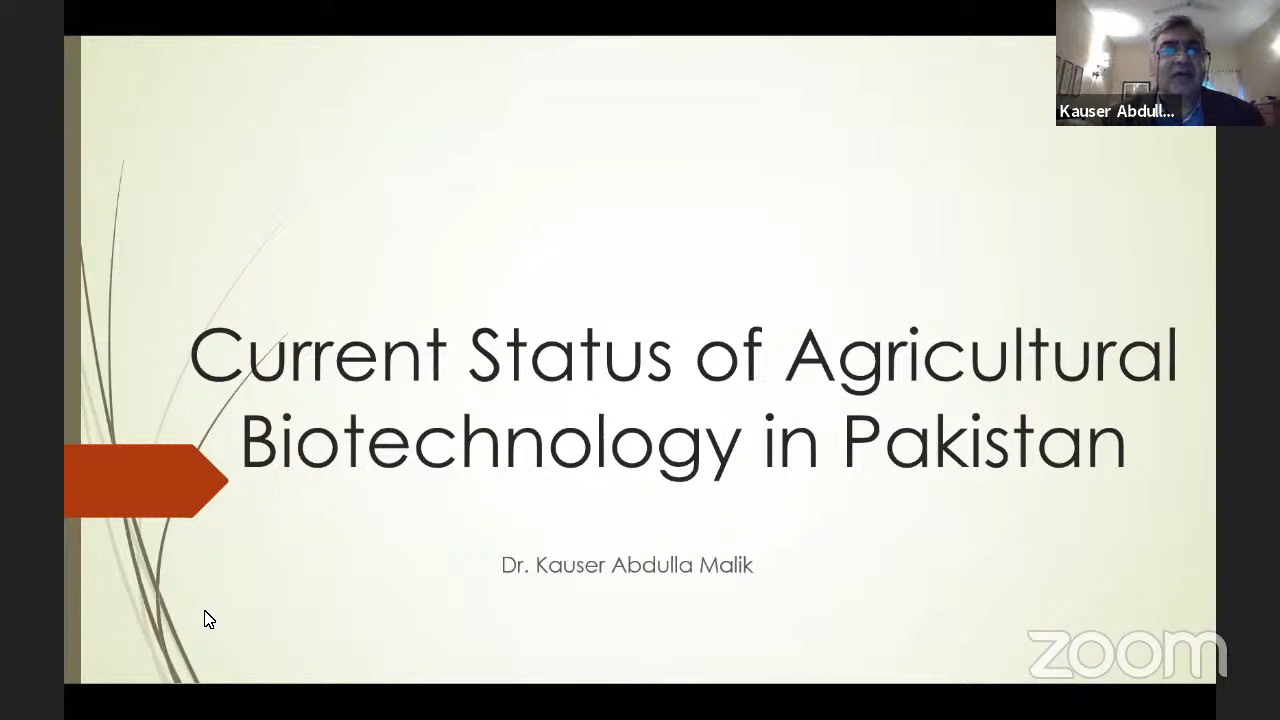 Kauser Abdull...
Current Status of Agricultural
Biotechnology in Pakistan
Dr. Kauser Abdulla Malik
zoom